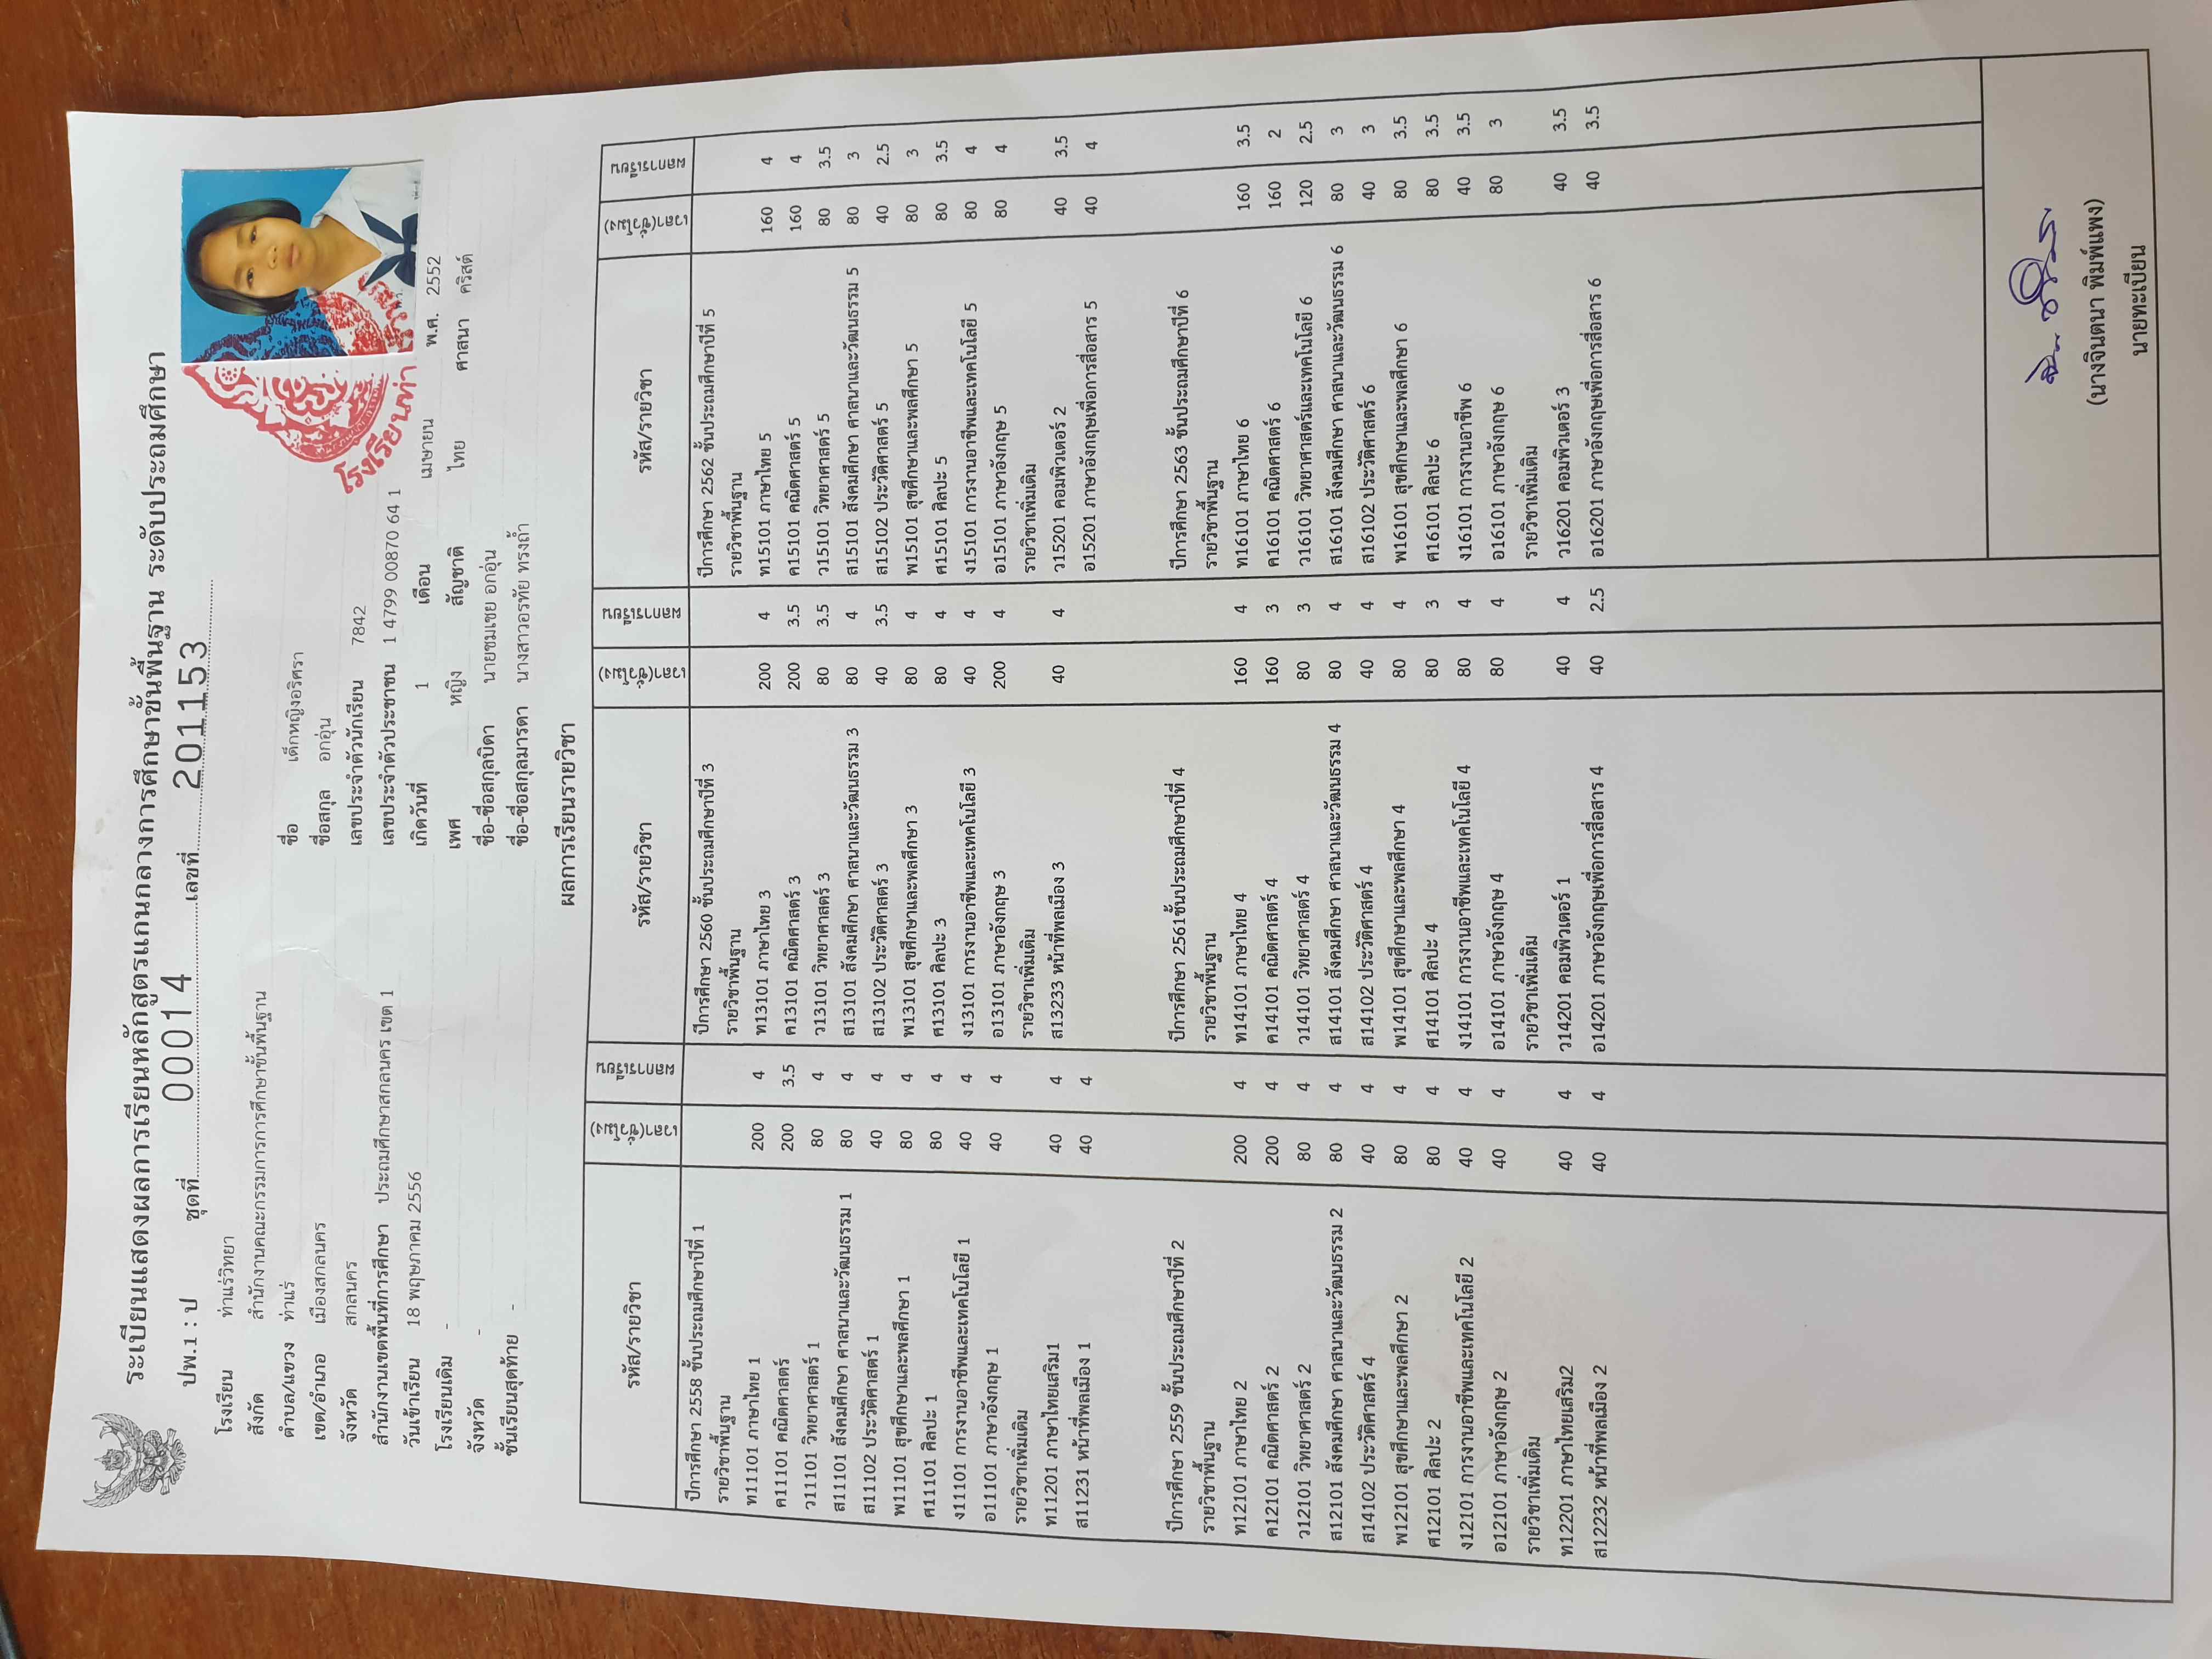 ระเบียนแสดงผลการเรียนหลักสูตรแกนกลางการศึกษาขั้นพื้นฐาน ระดับประถมศึกษา
ปพ.1 : ป ชุดที่ 00014 เลขที่ 201153
โรงเรียน ท่าแร่วิทยา
สังกัด สำนักงานคณะกรรมการการศึกษาขั้นพื้นฐาน
ตำบล/แขวง ท่าแร่
เขต/อำเภอ เมืองสกลนคร
จังหวัด สกลนคร
สำนักงานเขตพื้นที่การศึกษา ประถมศึกษาสกลนคร เขต 1
วันเข้าเรียน 18 พฤษภาคม 2556
โรงเรียนเดิม -
จังหวัด -
ชั้นเรียนสุดท้าย -
ชื่อ เด็กหญิงอริศรา
ชื่อสกุล อกอุ่น
เลขประจำตัวนักเรียน 7842
เลขประจำตัวประชาชน 1 4799 00870 64 1
เกิดวันที่ 1 เดือน เมษายน พ.ศ. 2552
เพศ หญิง สัญชาติ ไทย ศาสนา คริสต์
ชื่อ-ชื่อสกุลบิดา นายชมเชย อกอุ่น
ชื่อ-ชื่อสกุลมารดา นางสาวอรทัย ทรงถ้ำ
โรงเรียนท่า
ผลการเรียนรายวิชา
รหัส/รายวิชา เวลา(ชั่วโมง) ผลการเรียน
ปีการศึกษา 2558 ชั้นประถมศึกษาปีที่ 1
รายวิชาพื้นฐาน
ท11101 ภาษาไทย 1 200 4
ค11101 คณิตศาสตร์ 200 3.5
ว11101 วิทยาศาสตร์ 1 80 4
ส11101 สังคมศึกษา ศาสนาและวัฒนธรรม 1 80 4
ส11102 ประวัติศาสตร์ 1 40 4
พ11101 สุขศึกษาและพลศึกษา 1 80 4
ศ11101 ศิลปะ 1 80 4
ง11101 การงานอาชีพและเทคโนโลยี 1 40 4
อ11101 ภาษาอังกฤษ 1 40 4
รายวิชาเพิ่มเติม
ท11201 ภาษาไทยเสริม1 40 4
ส11231 หน้าที่พลเมือง 1 40 4
ปีการศึกษา 2559 ชั้นประถมศึกษาปีที่ 2
รายวิชาพื้นฐาน
ท12101 ภาษาไทย 2 200 4
ค12101 คณิตศาสตร์ 2 200 4
ว12101 วิทยาศาสตร์ 2 80 4
ส12101 สังคมศึกษา ศาสนาและวัฒนธรรม 2 80 4
ส14102 ประวัติศาสตร์ 4 40 4
พ12101 สุขศึกษาและพลศึกษา 2 80 4
ศ12101 ศิลปะ 2 80 4
ง12101 การงานอาชีพและเทคโนโลยี 2 40 4
อ12101 ภาษาอังกฤษ 2 40 4
รายวิชาเพิ่มเติม
ท12201 ภาษาไทยเสริม2 40 4
ส12232 หน้าที่พลเมือง 2 40 4
รหัส/รายวิชา เวลา(ชั่วโมง) ผลการเรียน
ปีการศึกษา 2560 ชั้นประถมศึกษาปีที่ 3
รายวิชาพื้นฐาน
ท13101 ภาษาไทย 3 200 4
ค13101 คณิตศาสตร์ 3 200 3.5
ว13101 วิทยาศาสตร์ 3 80 3.5
ส13101 สังคมศึกษา ศาสนาและวัฒนธรรม 3 80 4
ส13102 ประวัติศาสตร์ 3 40 3.5
พ13101 สุขศึกษาและพลศึกษา 3 80 4
ศ13101 ศิลปะ 3 80 4
ง13101 การงานอาชีพและเทคโนโลยี 3 40 4
อ13101 ภาษาอังกฤษ 3 200 4
รายวิชาเพิ่มเติม
ส13233 หน้าที่พลเมือง 3 40 4
ปีการศึกษา 2561ชั้นประถมศึกษาปีที่ 4
รายวิชาพื้นฐาน
ท14101 ภาษาไทย 4 160 4
ค14101 คณิตศาสตร์ 4 160 3
ว14101 วิทยาศาสตร์ 4 80 3
ส14101 สังคมศึกษา ศาสนาและวัฒนธรรม 4 80 4
ส14102 ประวัติศาสตร์ 4 40 4
พ14101 สุขศึกษาและพลศึกษา 4 80 4
ศ14101 ศิลปะ 4 80 3
ง14101 การงานอาชีพและเทคโนโลยี 4 80 4
อ14101 ภาษาอังกฤษ 4 80 4
รายวิชาเพิ่มเติม
ว14201 คอมพิวเตอร์ 1 40 4
อ14201 ภาษาอังกฤษเพื่อการสื่อสาร 4 40 2.5
รหัส/รายวิชา เวลา(ชั่วโมง) ผลการเรียน
ปีการศึกษา 2562 ชั้นประถมศึกษาปีที่ 5
รายวิชาพื้นฐาน
ท15101 ภาษาไทย 5 160 4
ค15101 คณิตศาสตร์ 5 160 4
ว15101 วิทยาศาสตร์ 5 80 3.5
ส15101 สังคมศึกษา ศาสนาและวัฒนธรรม 5 80 3
ส15102 ประวัติศาสตร์ 5 40 2.5
พ15101 สุขศึกษาและพลศึกษา 5 80 3
ศ15101 ศิลปะ 5 80 3.5
ง15101 การงานอาชีพและเทคโนโลยี 5 80 4
อ15101 ภาษาอังกฤษ 5 80 4
รายวิชาเพิ่มเติม
ว15201 คอมพิวเตอร์ 2 40 3.5
อ15201 ภาษาอังกฤษเพื่อการสื่อสาร 5 40 4
ปีการศึกษา 2563 ชั้นประถมศึกษาปีที่ 6
รายวิชาพื้นฐาน
ท16101 ภาษาไทย 6 160 3.5
ค16101 คณิตศาสตร์ 6 160 2
ว16101 วิทยาศาสตร์และเทคโนโลยี 6 120 2.5
ส16101 สังคมศึกษา ศาสนาและวัฒนธรรม 6 80 3
ส16102 ประวัติศาสตร์ 6 40 3
พ16101 สุขศึกษาและพลศึกษา 6 80 3.5
ศ16101 ศิลปะ 6 80 3.5
ง16101 การงานอาชีพ 6 40 3.5
อ16101 ภาษาอังกฤษ 6 80 3
รายวิชาเพิ่มเติม
ว16201 คอมพิวเตอร์ 3 40 3.5
อ16201 ภาษาอังกฤษเพื่อการสื่อสาร 6 40 3.5
(นางจินตนา พิมพ์แพง)
นายทะเบียน